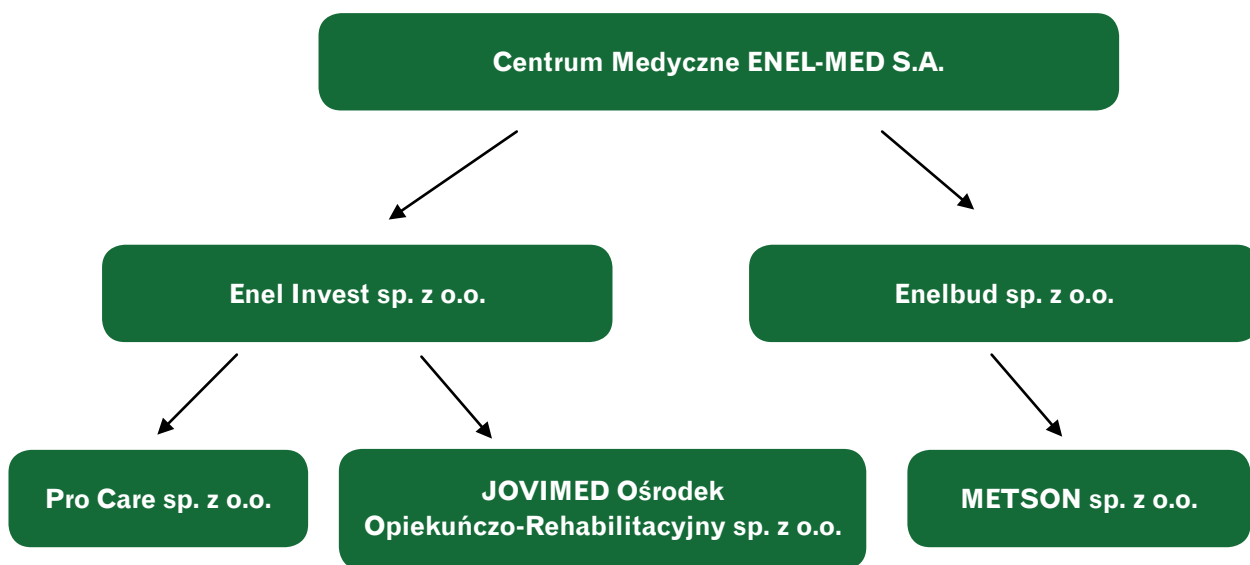 Centrum Medyczne ENEL-MED S.A.
Enel Invest sp. z o.o.
Enelbud sp. z o.o.
Pro Care sp. z o.o.
JOVIMED Ośrodek
Opiekuńczo-Rehabilitacyjny sp. z o.o.
METSON sp. z o.o.